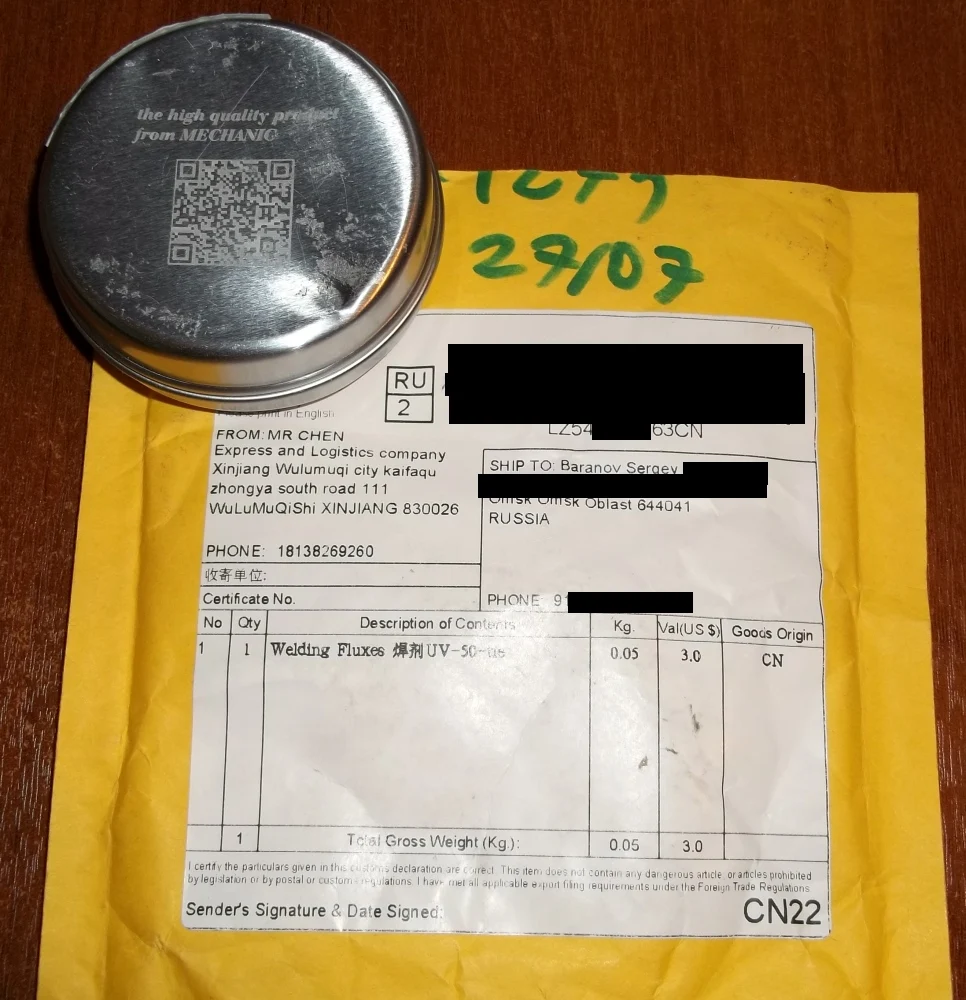 the high quality product
from MECHANIC
27/07
RU
2
Please print in English
LZ54 63CN
FROM: MR CHEN
Express and Logistics company
Xinjiang Wulumuqi city kaifaqu
zhongya south road 111
WuLuMuQiShi XINJIANG 830026
PHONE: 18138269260
收寄单位:
Certificate No.
SHIP TO: Baranov Sergey
Omsk Omsk Oblast 644041
RUSSIA
PHONE 91
No Qty Description of Contents Kg. Val(US $) Goods Origin
1 1 Welding Fluxes 焊剂UV-50- 0.05 3.0 CN
1 Total Gross Weight (Kg.): 0.05 3.0
I certify the particulars given in this customs declaration are correct. This item does not contain any dangerous article, or articles prohibited
by legislation or by postal or custom regulations. I have met all applicable export filing requirements under the Foreign Trade Regulations
Sender's Signature & Date Signed:
CN22